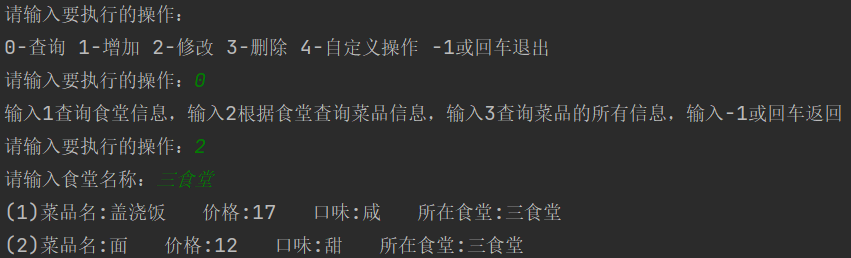 请输入要执行的操作:
0-查询 1-增加 2-修改 3-删除 4-自定义操作 -1或回车退出
请输入要执行的操作：0
输入1查询食堂信息，输入2根据食堂查询菜品信息，输入3查询菜品的所有信息，输入-1或回车返回
请输入要执行的操作：2
请输入食堂名称：三食堂
(1)菜品名:盖浇饭   价格:17   口味:咸   所在食堂:三食堂
(2)菜品名:面   价格:12   口味:甜   所在食堂:三食堂